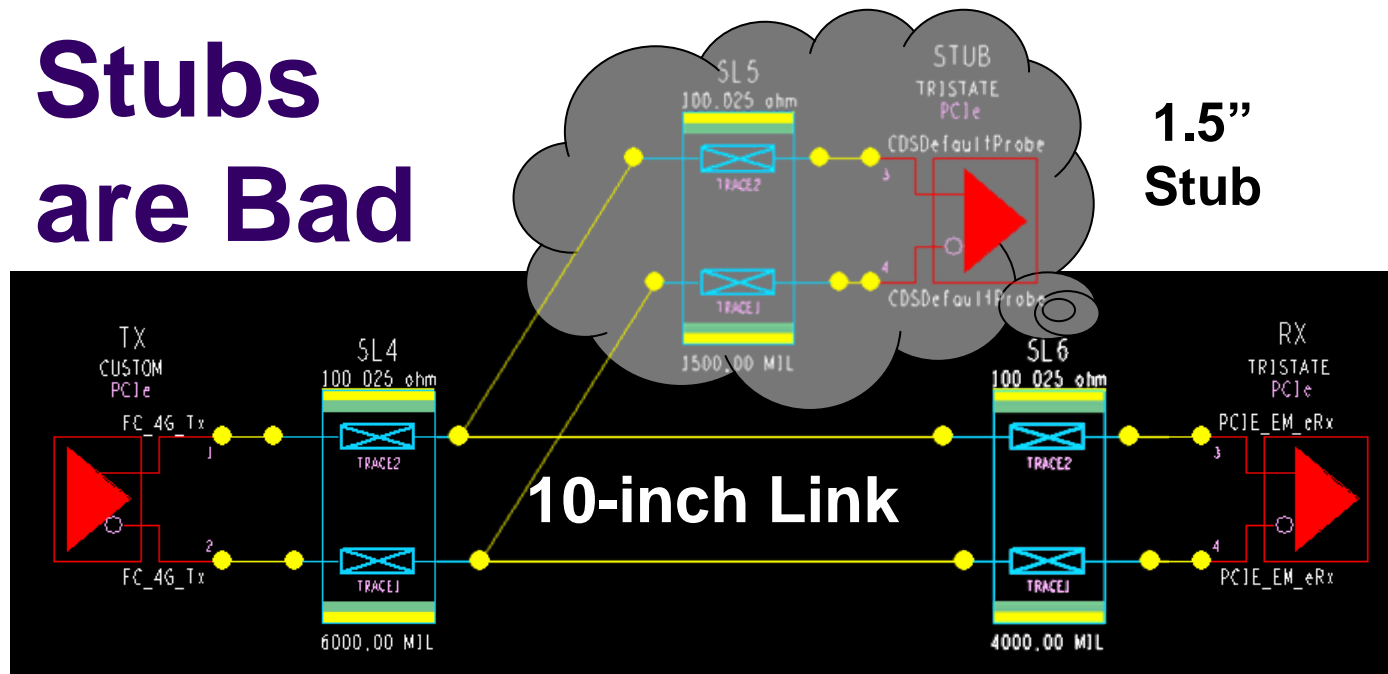 Stubs
are Bad
STUB
TRISTATE
PCIe
CDSDefaultProbe
SL5
100.025 ohm
TRACE2
3
1.5”
Stub
TRACE1
4
CDSDefaultProbe
1500.00 MIL
TX
CUSTOM
PCIe
FC_4G_Tx
1
SL4
100 025 ohm
TRACE2
SL6
100 025 ohm
TRACE2
RX
TRISTATE
PCIe
PCIE_EM_eRx
3
10-inch Link
2
FC_4G_Tx
TRACE1
6000.00 MIL
TRACE1
4000.00 MIL
4
PCIE_EM_eRx